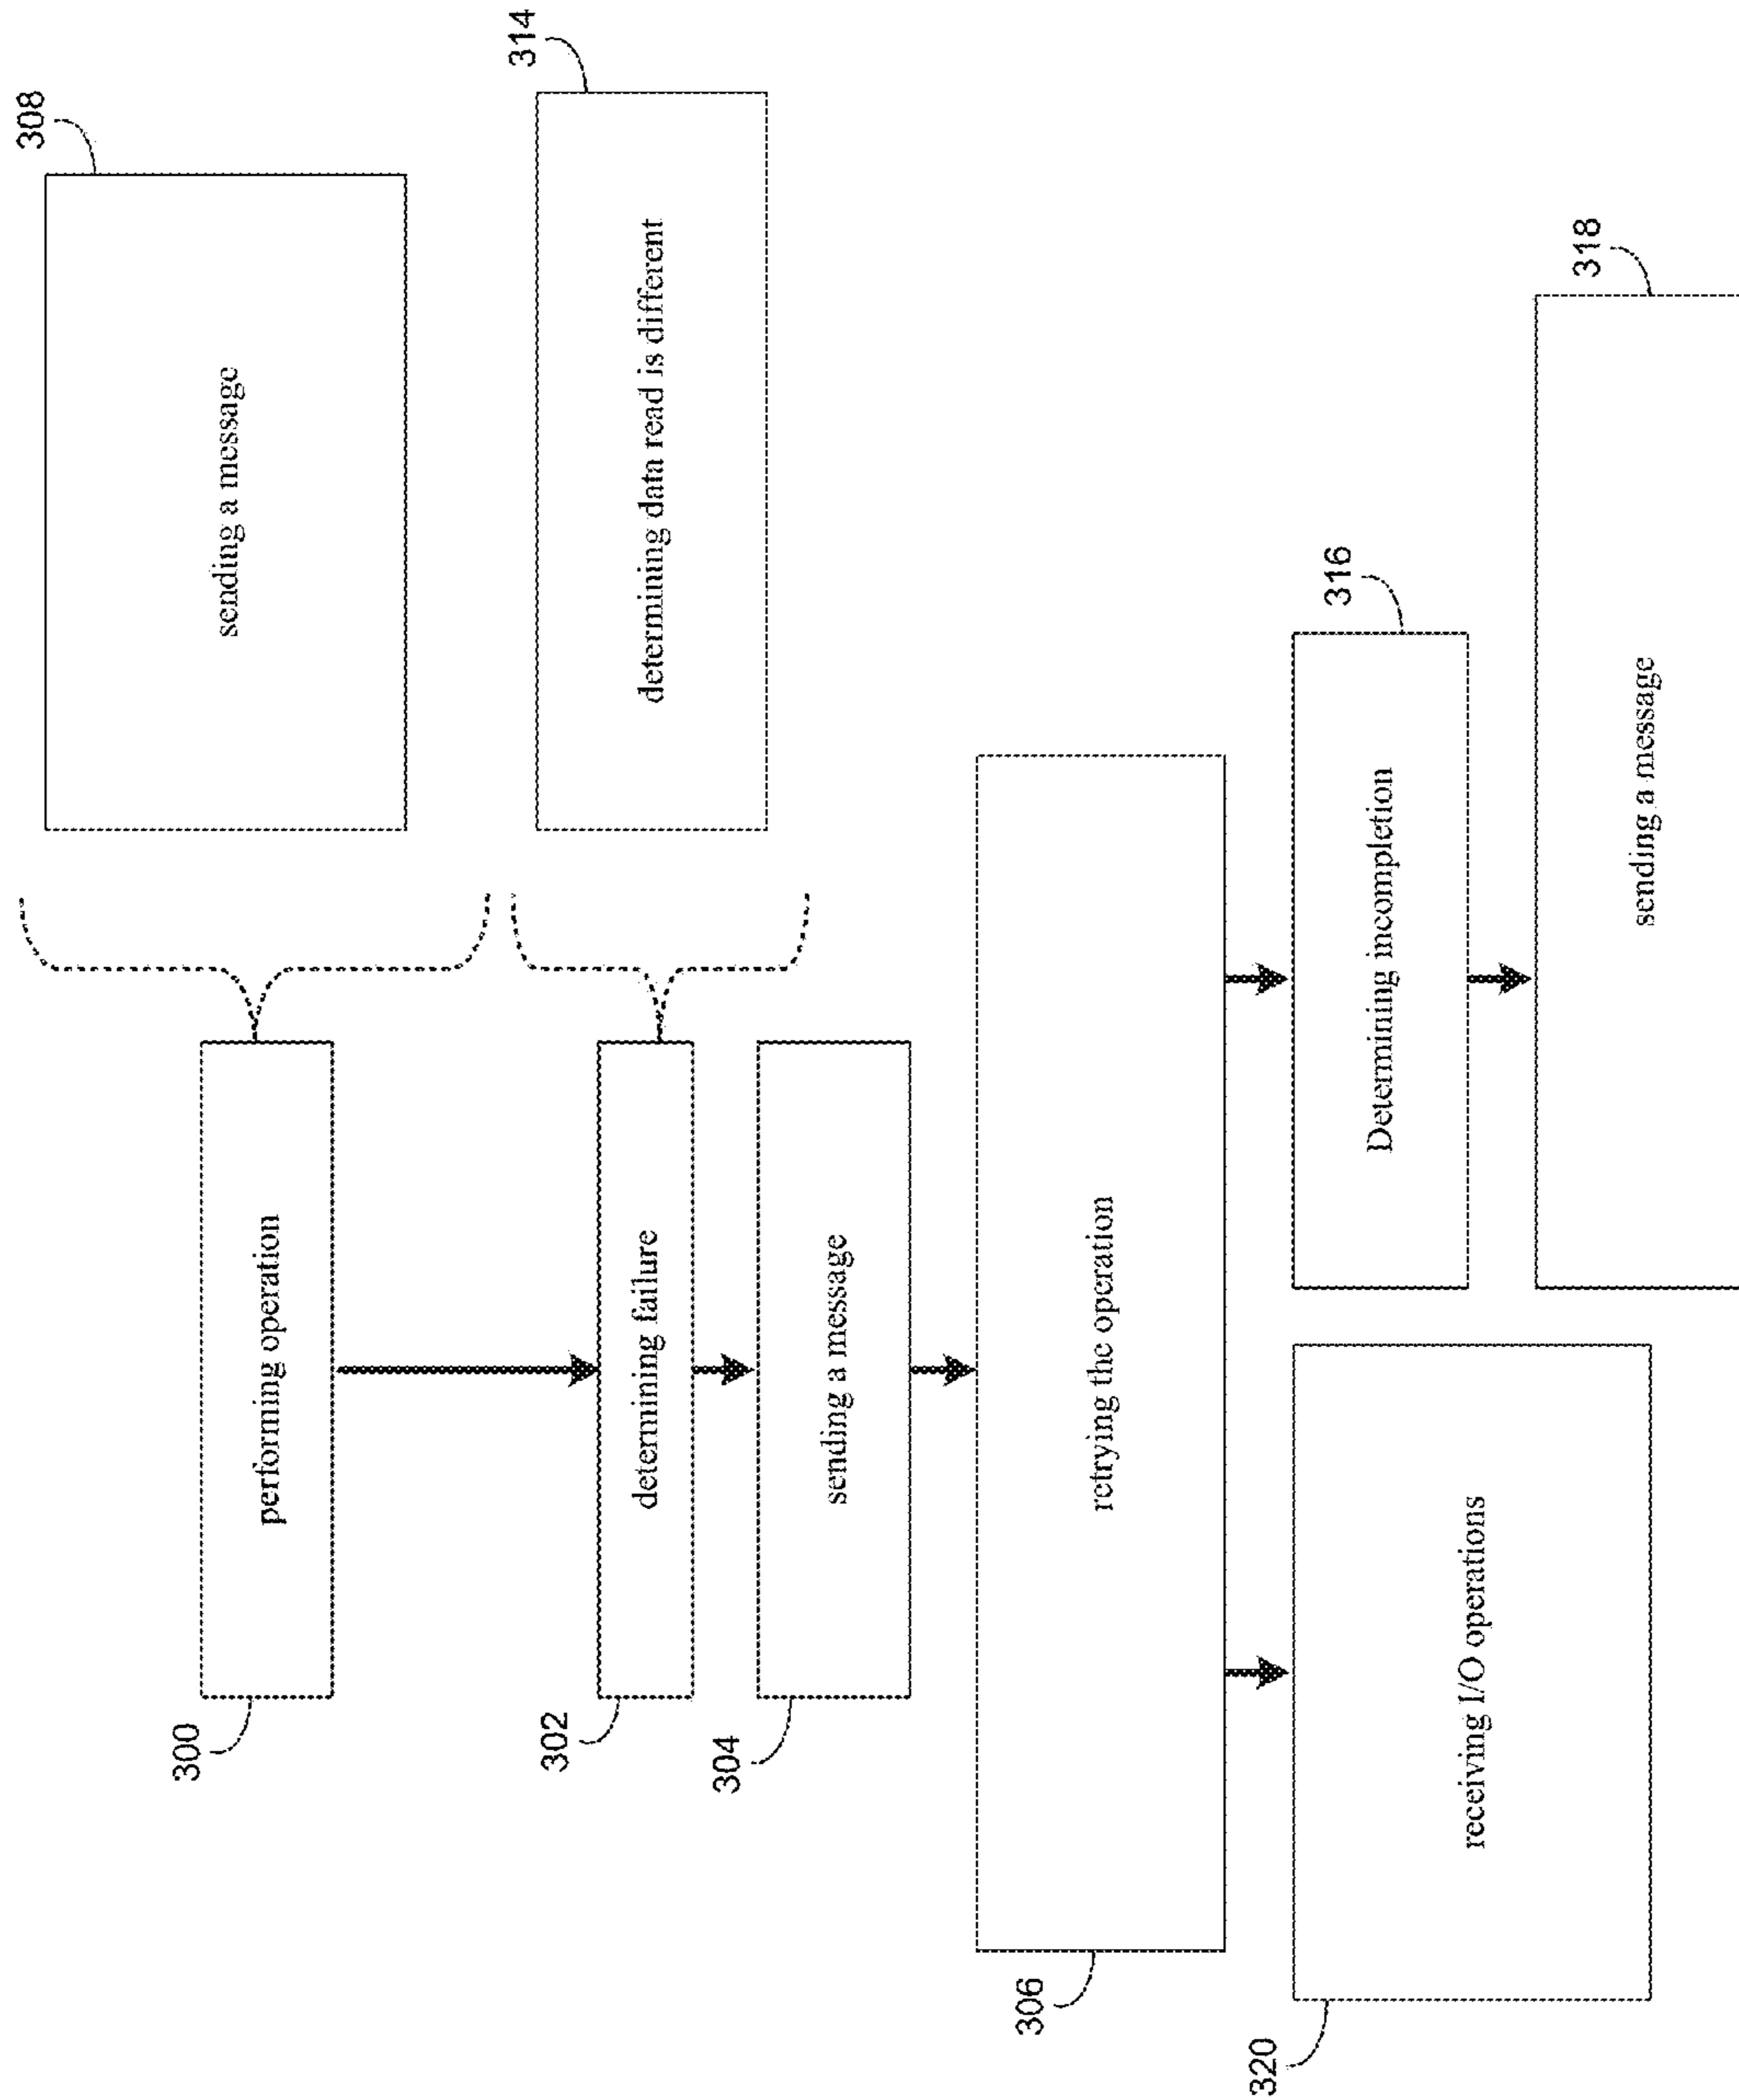 300
performing operation
308
sending a message
302
determining failure
314
determining data read is different
304
sending a message
306
retrying the operation
320
receiving I/O operations
316
Determining incompletion
318
sending a message